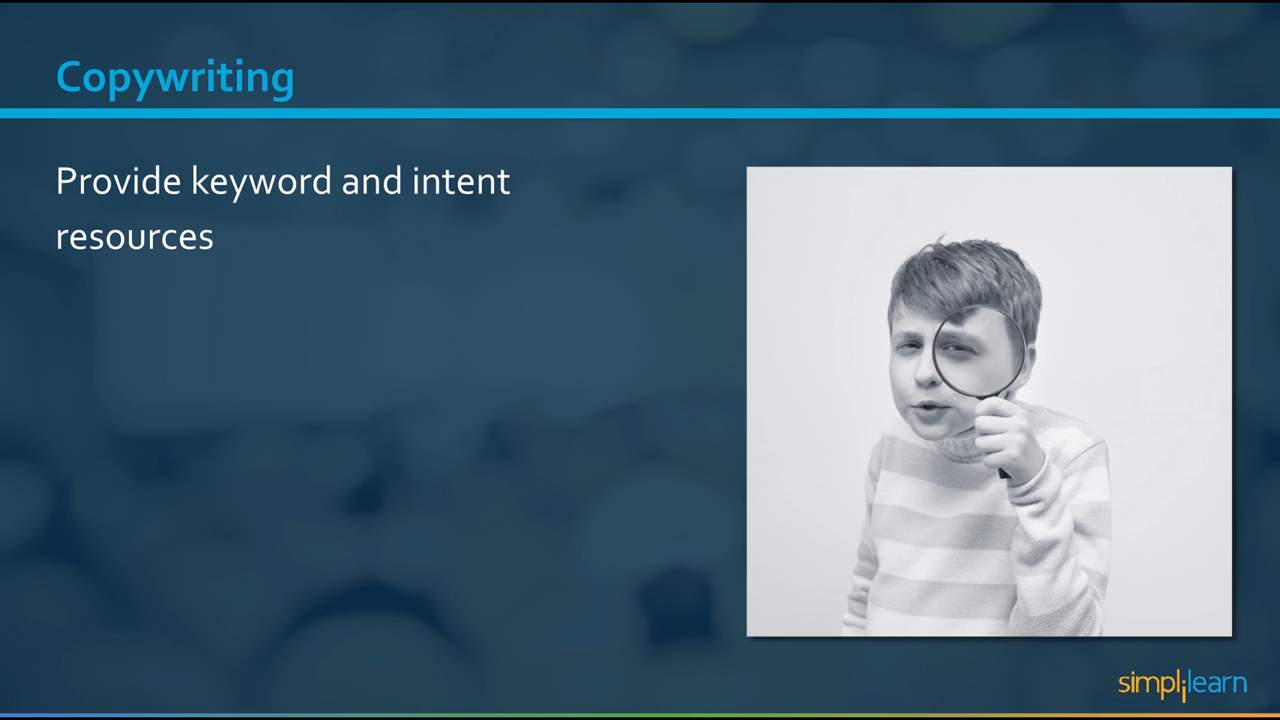 Copywriting
Provide keyword and intent
resources
simplilearn